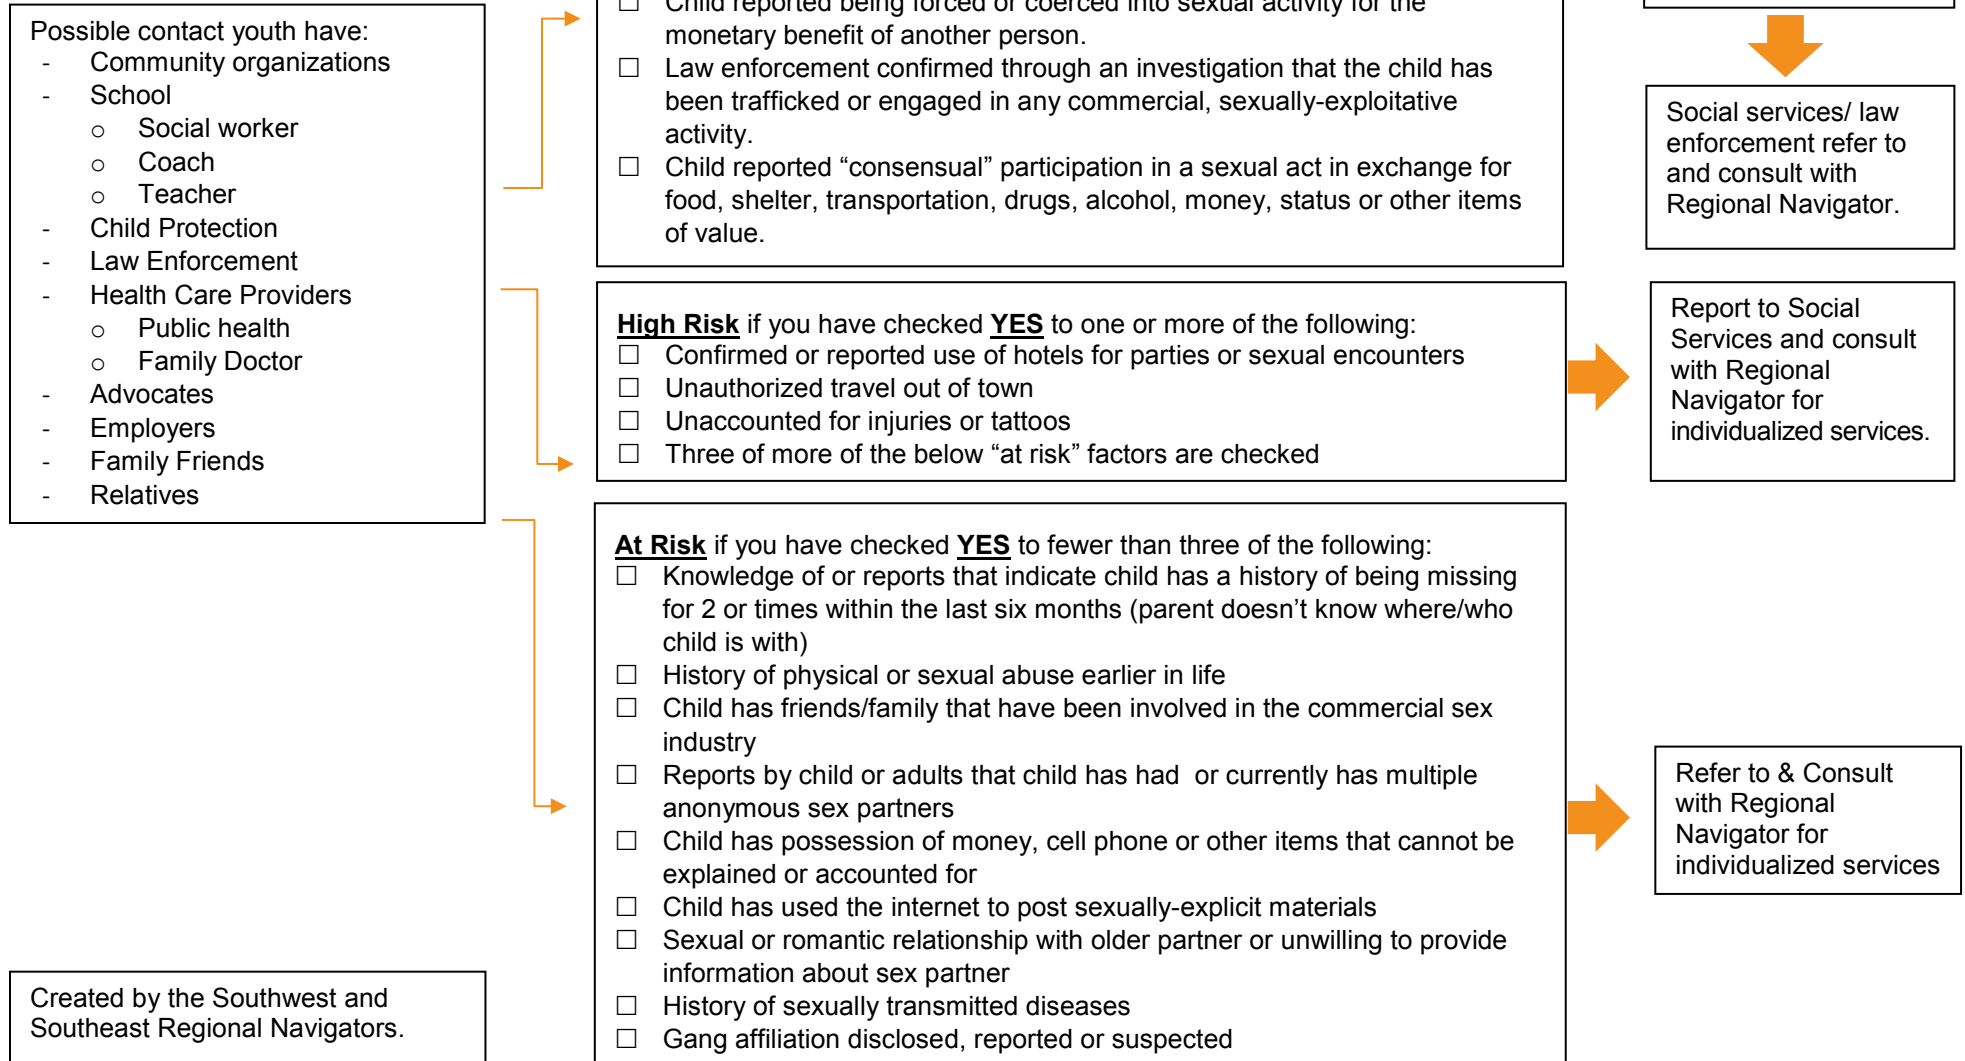 Possible contact youth have:
- Community organizations
- School
o Social worker
o Coach
o Teacher
- Child Protection
- Law Enforcement
- Health Care Providers
o Public health
o Family Doctor
- Advocates
- Employers
- Family Friends
- Relatives
☐ Child reported being forced or coerced into sexual activity for the
monetary benefit of another person.
☐ Law enforcement confirmed through an investigation that the child has
been trafficked or engaged in any commercial, sexually-exploitative
activity.
☐ Child reported “consensual” participation in a sexual act in exchange for
food, shelter, transportation, drugs, alcohol, money, status or other items
of value.
Social services/ law
enforcement refer to
and consult with
Regional Navigator.
High Risk if you have checked YES to one or more of the following:
☐ Confirmed or reported use of hotels for parties or sexual encounters
☐ Unauthorized travel out of town
☐ Unaccounted for injuries or tattoos
☐ Three of more of the below “at risk” factors are checked
Report to Social
Services and consult
with Regional
Navigator for
individualized services.
At Risk if you have checked YES to fewer than three of the following:
☐ Knowledge of or reports that indicate child has a history of being missing
for 2 or times within the last six months (parent doesn’t know where/who
child is with)
☐ History of physical or sexual abuse earlier in life
☐ Child has friends/family that have been involved in the commercial sex
industry
☐ Reports by child or adults that child has had or currently has multiple
anonymous sex partners
☐ Child has possession of money, cell phone or other items that cannot be
explained or accounted for
☐ Child has used the internet to post sexually-explicit materials
☐ Sexual or romantic relationship with older partner or unwilling to provide
information about sex partner
☐ History of sexually transmitted diseases
☐ Gang affiliation disclosed, reported or suspected
Refer to & Consult
with Regional
Navigator for
individualized services
Created by the Southwest and
Southeast Regional Navigators.